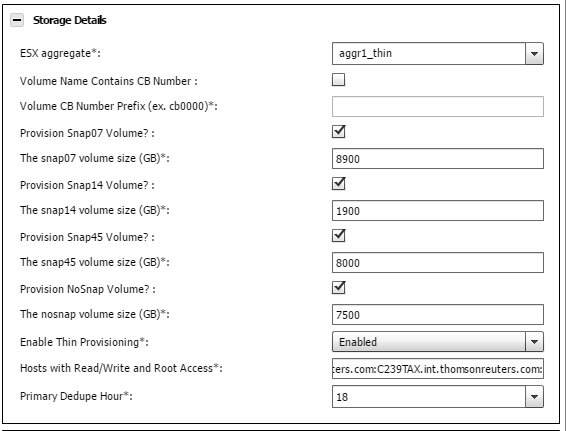 Storage Details
ESX aggregate*: aggr1_thin
Volume Name Contains CB Number :
Volume CB Number Prefix (ex. cb0000)*:
Provision Snap07 Volume? :
The snap07 volume size (GB)*: 8900
Provision Snap14 Volume? :
The snap14 volume size (GB)*: 1900
Provision Snap45 Volume? :
The snap45 volume size (GB)*: 8000
Provision NoSnap Volume? :
The nosnap volume size (GB)*: 7500
Enable Thin Provisioning*: Enabled
Hosts with Read/Write and Root Access*: ters.com:C239TAX.int.thomsonreuters.com:
Primary Dedupe Hour*: 18